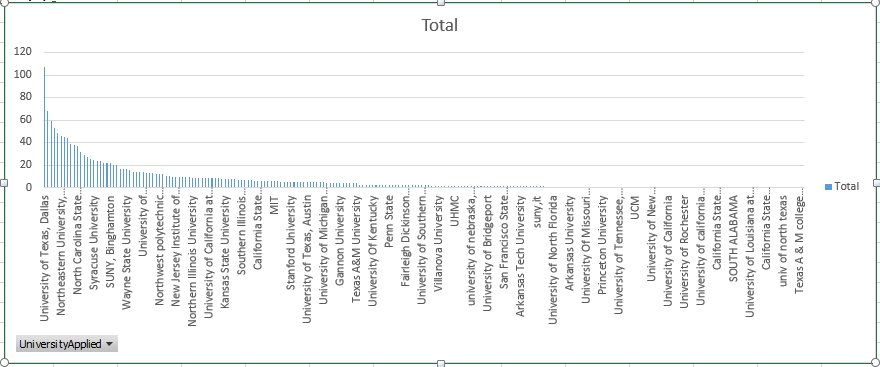 Total
120
100
80
60
40
20
0
University of Texas, Dallas
Northeastern University,…
North Carolina State…
Syracuse University
SUNY, Binghamton
Wayne State University
University of…
Northwest polytechnic…
New Jersey Institute of…
Northern Illinois University
University of California at…
Kansas State University
Southern Illinois…
California State…
MIT
Stanford University
University of Texas, Austin
University of Michigan
Gannon University
Texas A&M University
University Of Kentucky
Penn State
Fairleigh Dickinson…
University of Southern…
Villanova University
UHMC
university of nebraska,…
University of Bridgeport
San Francisco State…
Arkansas Tech University
suny,it
University of North Florida
Arkansas University
University Of Missouri…
Princeton University
University of Tennessee,…
UCM
University of New…
University of California
University of Rochester
University of california…
California State…
SOUTH ALABAMA
University of Louisiana at…
California State…
univ of north texas
Texas A & M college…
Total
UniversityApplied